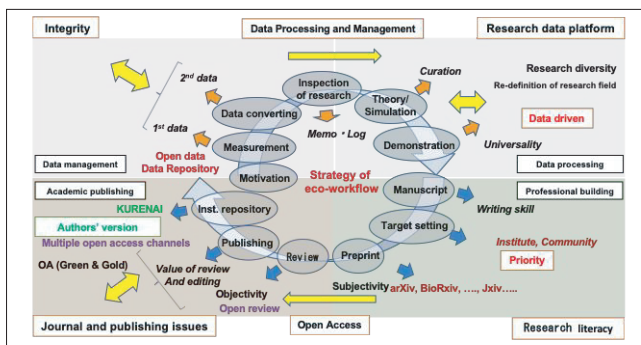 Integrity
Data Processing and Management
Research data platform
2nd data
1st data
Inspection
of research
Data converting
Measurement
Motivation
Memo・Log
Theory/
Simulation
Demonstration
Curation
Research diversity
Re-definition of research field
Data driven
Universality
Open data
Data Repository
Strategy of
eco-workflow
Data management
Data processing
Academic publishing
Professional building
KURENAI
Authors' version
Multiple open access channels
OA (Green & Gold)
Inst. repository
Publishing
Review
Preprint
Target setting
Manuscript
Writing skill
Institute, Community
Priority
Value of review
And editing
Objectivity
Open review
Subjectivity
arXiv, BioRxiv, …., Jxiv…..
Journal and publishing issues
Open Access
Research literacy